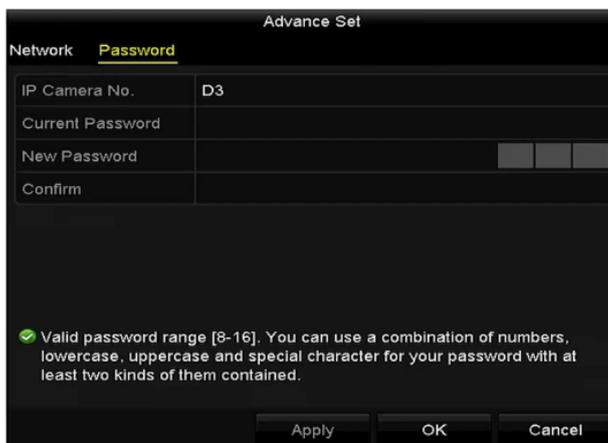 Advance Set
Network Password
IP Camera No. D3
Current Password
New Password
Confirm
Valid password range [8-16]. You can use a combination of numbers,
lowercase, uppercase and special character for your password with at
least two kinds of them contained.
Apply OK Cancel